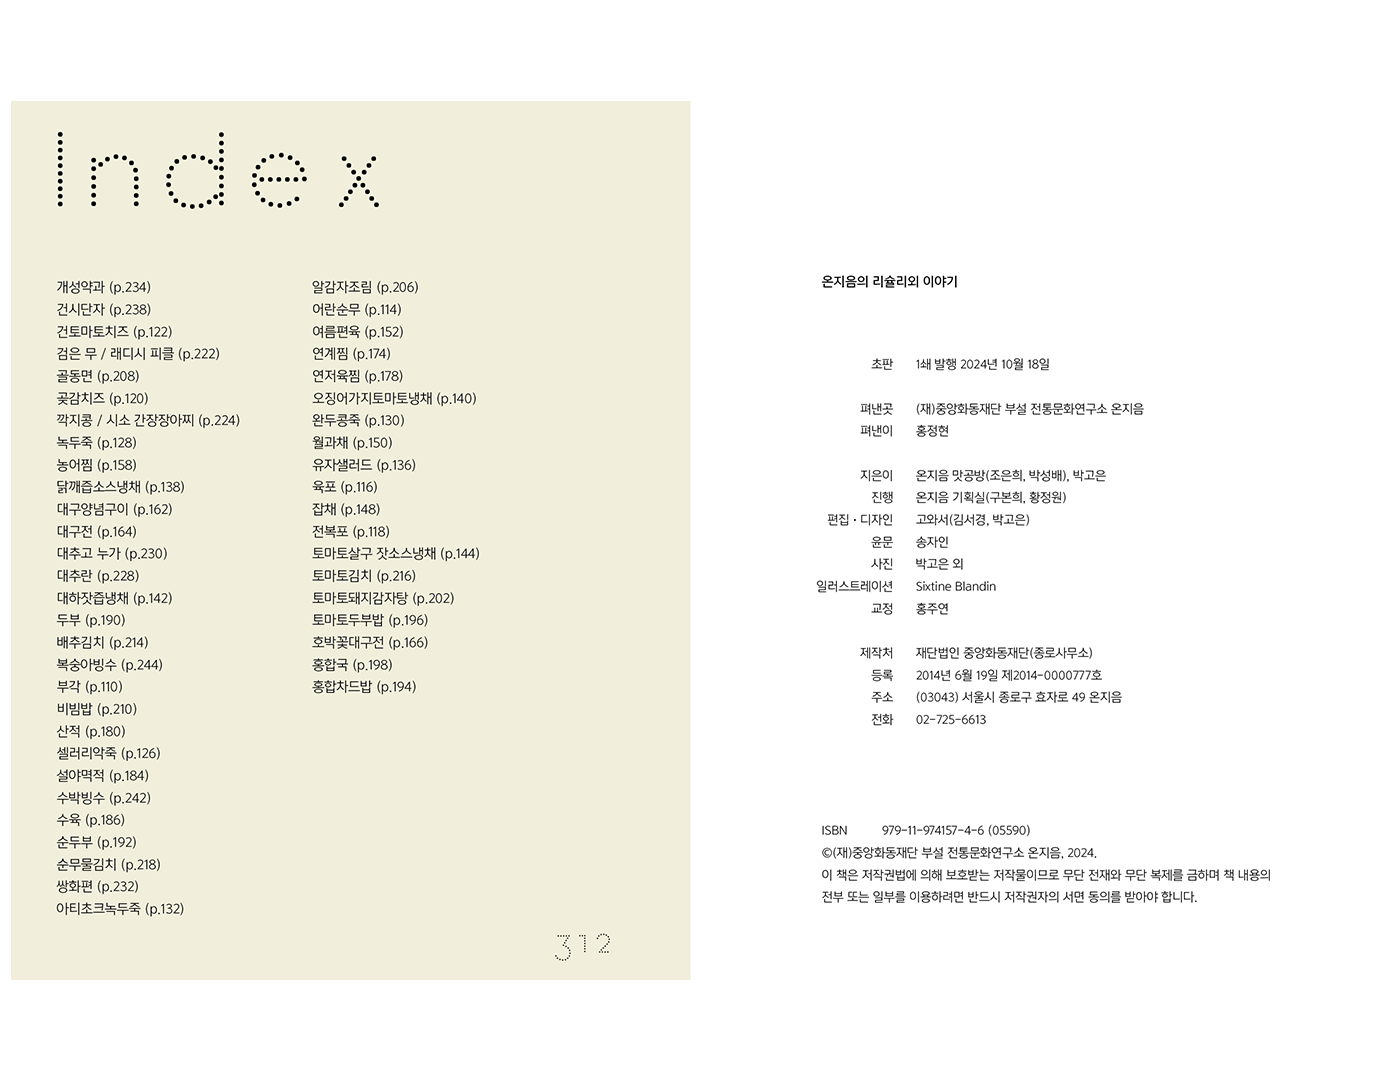 Index
개성약과 (p.234)
건시단자 (p.238)
건토마토치즈 (p.122)
검은 무 / 래디시 피클 (p.222)
골동면 (p.208)
곶감치즈 (p.120)
깍지콩 / 시소 간장장아찌 (p.224)
녹두죽 (p.128)
농어찜 (p.158)
닭깨즙소스냉채 (p.138)
대구양념구이 (p.162)
대구전 (p.164)
대추고 누가 (p.230)
대추란 (p.228)
대하잣즙냉채 (p.142)
두부 (p.190)
배추김치 (p.214)
복숭아빙수 (p.244)
부각 (p.110)
비빔밥 (p.210)
산적 (p.180)
셀러리악죽 (p.126)
설야멱적 (p.184)
수박빙수 (p.242)
수육 (p.186)
순두부 (p.192)
순무물김치 (p.218)
쌍화편 (p.232)
아티초크녹두죽 (p.132)
알감자조림 (p.206)
어란순무 (p.114)
여름편육 (p.152)
연계찜 (p.174)
연저육찜 (p.178)
오징어가지토마토냉채 (p.140)
완두콩죽 (p.130)
월과채 (p.150)
유자샐러드 (p.136)
육포 (p.116)
잡채 (p.148)
전복포 (p.118)
토마토살구 잣소스냉채 (p.144)
토마토김치 (p.216)
토마토돼지감자탕 (p.202)
토마토두부밥 (p.196)
호박꽃대구전 (p.166)
홍합국 (p.198)
홍합차드밥 (p.194)
312
온지음의 리슐리외 이야기
초판 1쇄 발행 2024년 10월 18일
펴낸곳 (재)중앙화동재단 부설 전통문화연구소 온지음
펴낸이 홍정현
지은이 온지음 맛공방(조은희, 박성배), 박고은
진행 온지음 기획실(구본희, 황정원)
편집・디자인 고와서(김서경, 박고은)
윤문 송자인
사진 박고은 외
일러스트레이션 Sixtine Blandin
교정 홍주연
제작처 재단법인 중앙화동재단(종로사무소)
등록 2014년 6월 19일 제2014-0000777호
주소 (03043) 서울시 종로구 효자로 49 온지음
전화 02-725-6613
ISBN 979-11-974157-4-6 (05590)
©(재)중앙화동재단 부설 전통문화연구소 온지음, 2024.
이 책은 저작권법에 의해 보호받는 저작물이므로 무단 전재와 무단 복제를 금하며 책 내용의
전부 또는 일부를 이용하려면 반드시 저작권자의 서면 동의를 받아야 합니다.